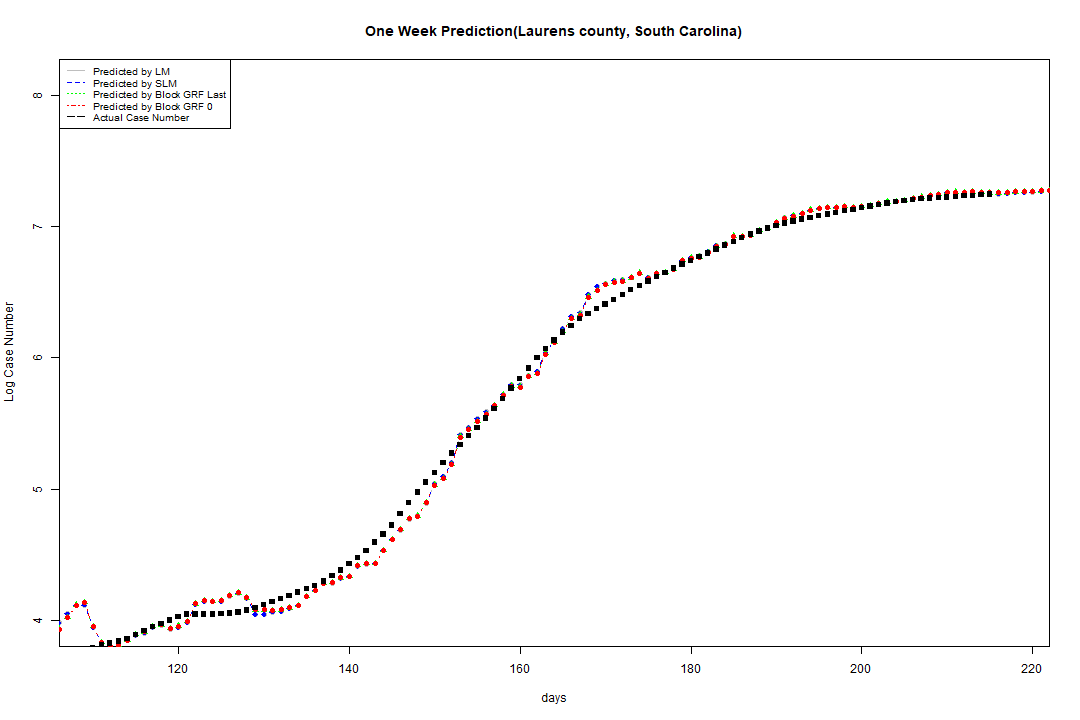 One Week Prediction(Laurens county, South Carolina)
Predicted by LM
Predicted by SLM
Predicted by Block GRF Last
Predicted by Block GRF 0
Actual Case Number
8
7
6
5
4
Log Case Number
120 140 160 180 200 220
days